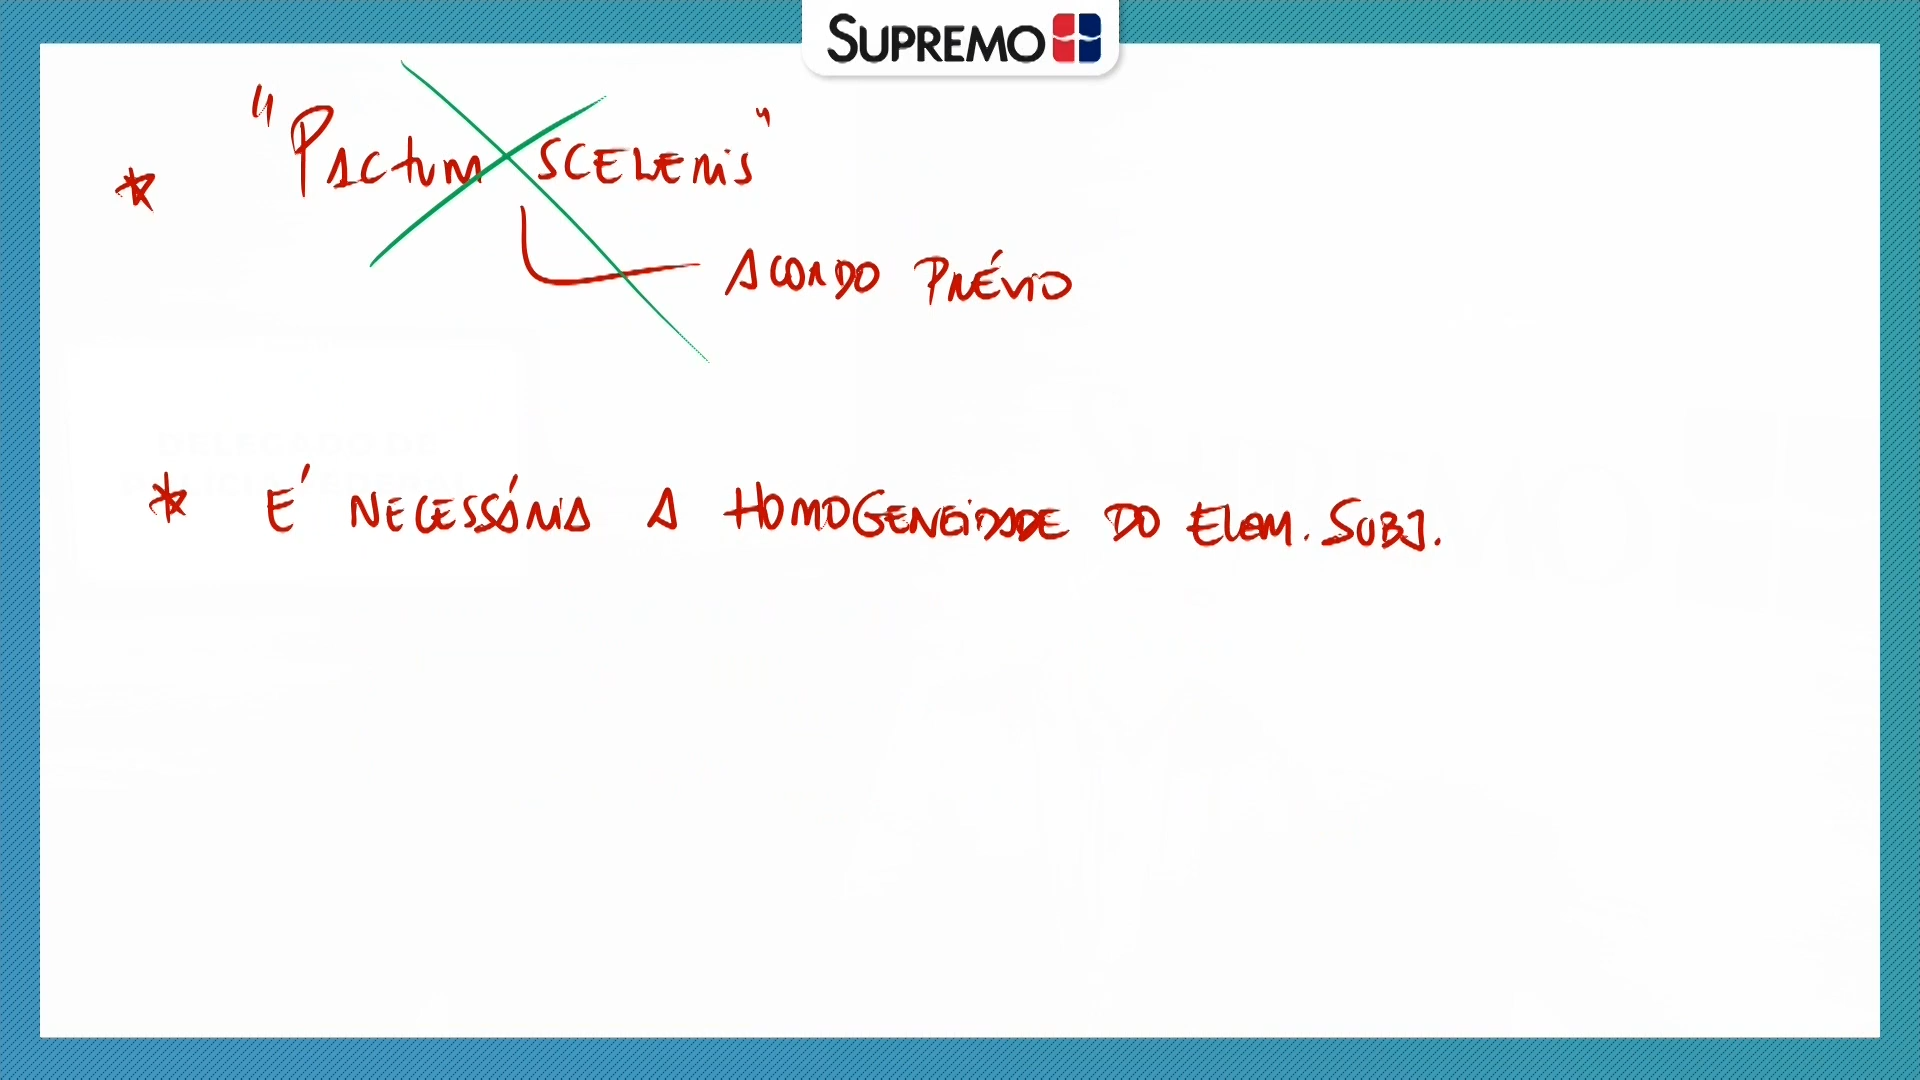 SUPREMO
* "PACTUM SCELERIS"
ACORDO PRÉVIO
* É NECESSÁRIA A HOMOGENEIDADE DO ELEM. SUBJ.